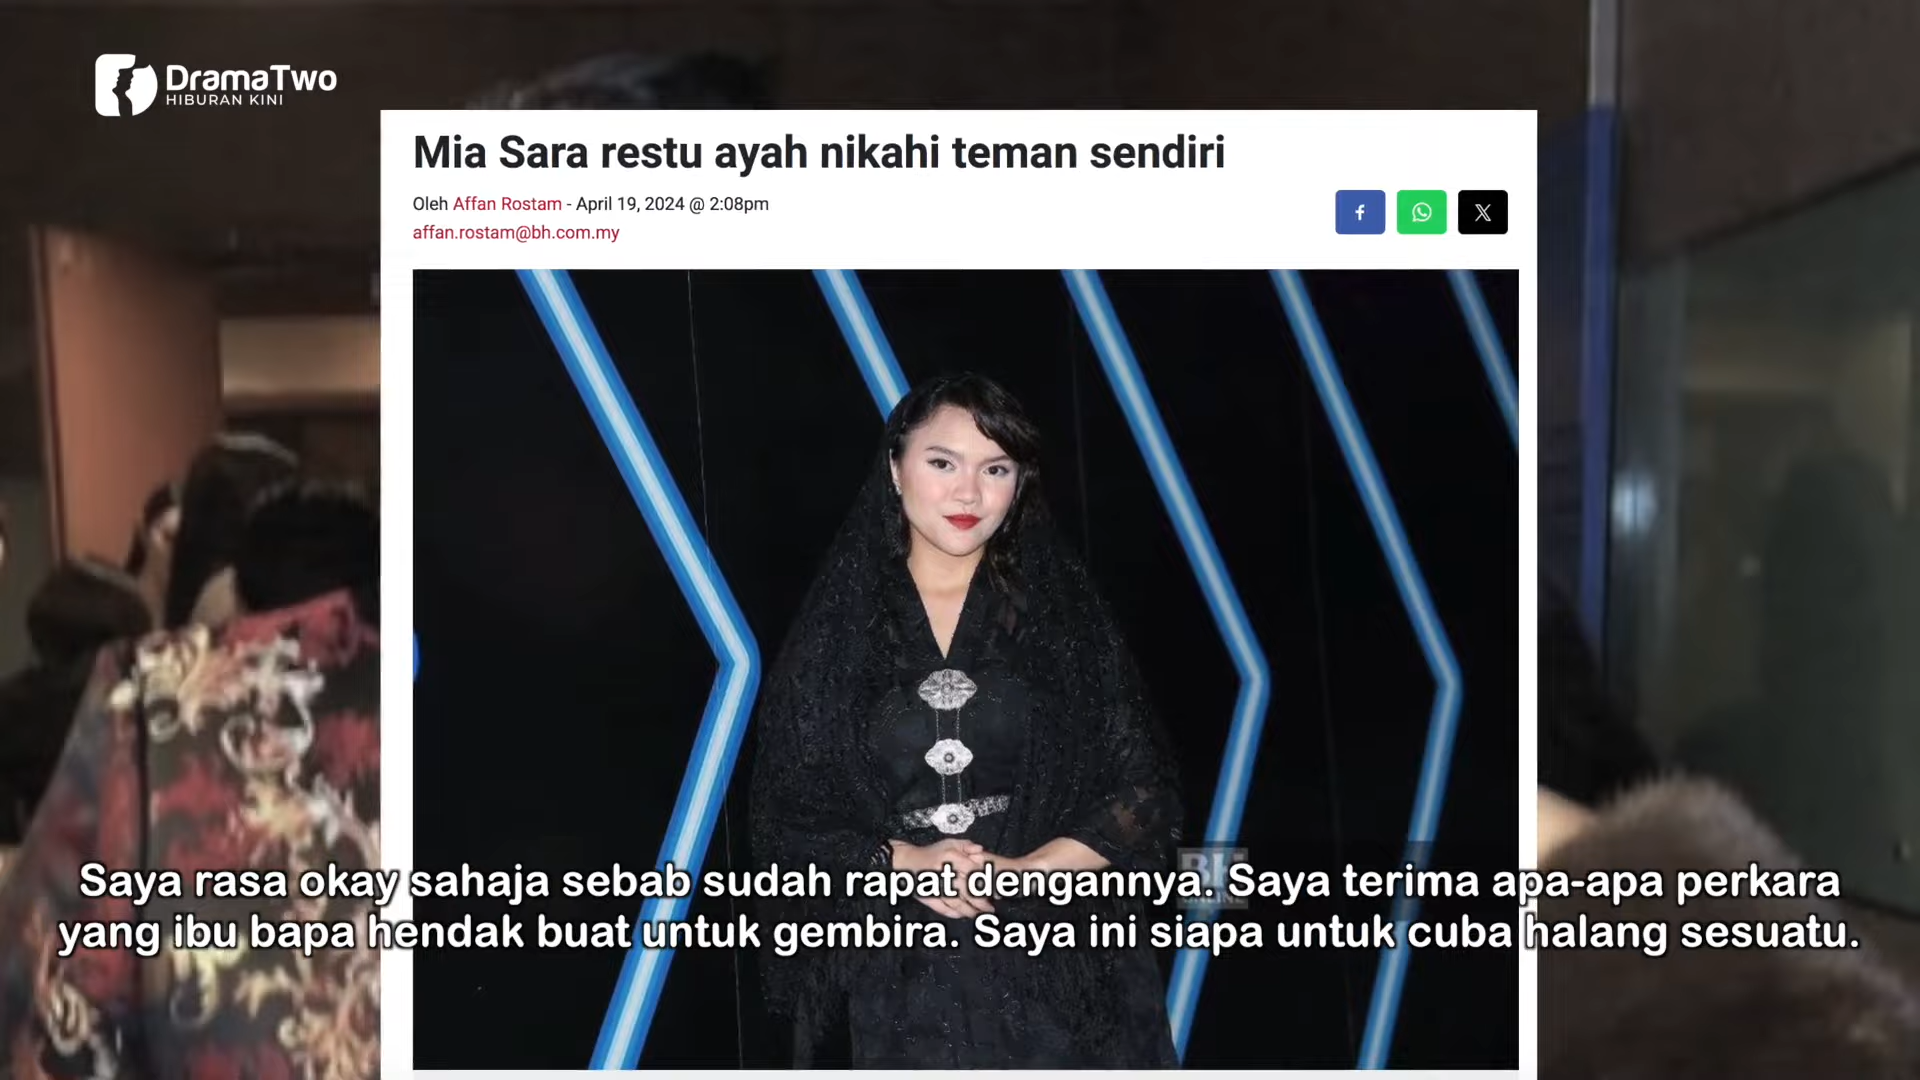 DramaTwo
HIBURAN KINI
Mia Sara restu ayah nikahi teman sendiri
Oleh Affan Rostam - April 19, 2024 @ 2:08pm
affan.rostam@bh.com.my
BH
ONLINE
Saya rasa okay sahaja sebab sudah rapat dengannya. Saya terima apa-apa perkara
yang ibu bapa hendak buat untuk gembira. Saya ini siapa untuk cuba halang sesuatu.